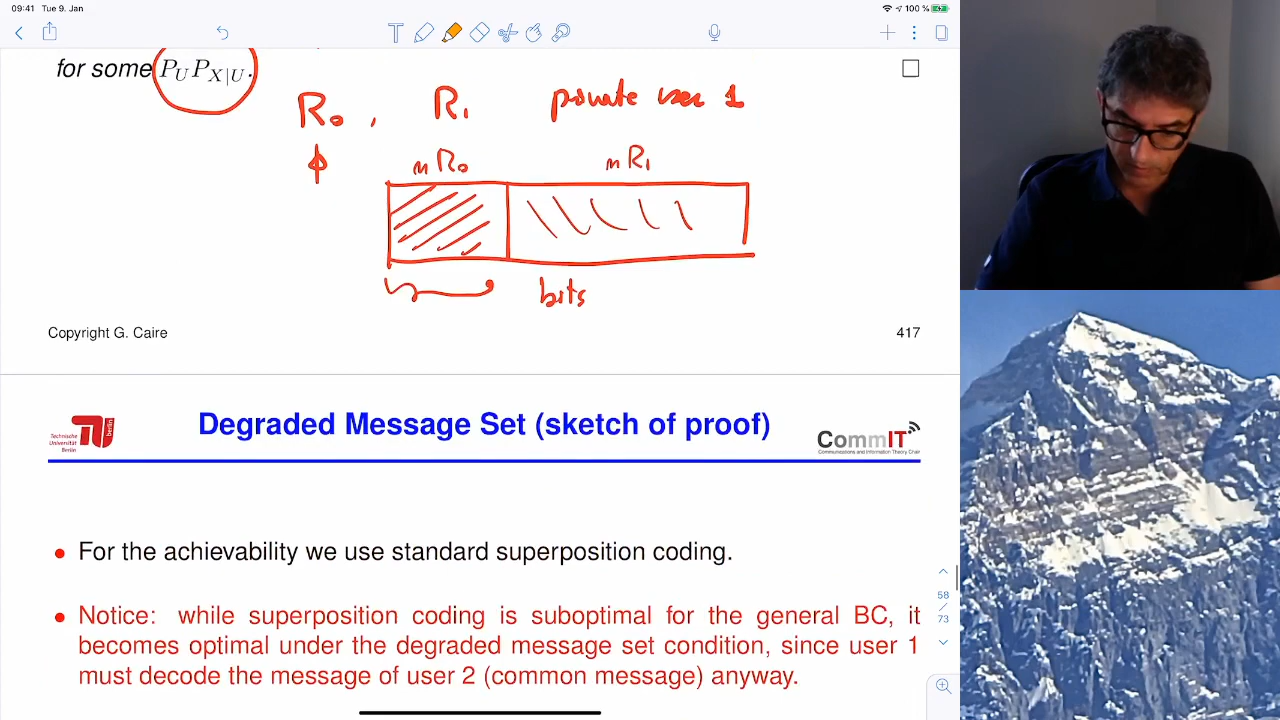 09:41 Tue 9. Jan
100 %
for some P_U P_{X|U}.
R₀ , R₁ private user 1
nR₀ nR₁
bits
Copyright G. Caire
417
Technische Universität Berlin
Degraded Message Set (sketch of proof)
CommIT
Communications and Information Theory Chair
• For the achievability we use standard superposition coding.
• Notice: while superposition coding is suboptimal for the general BC, it
becomes optimal under the degraded message set condition, since user 1
must decode the message of user 2 (common message) anyway.
58
/
73